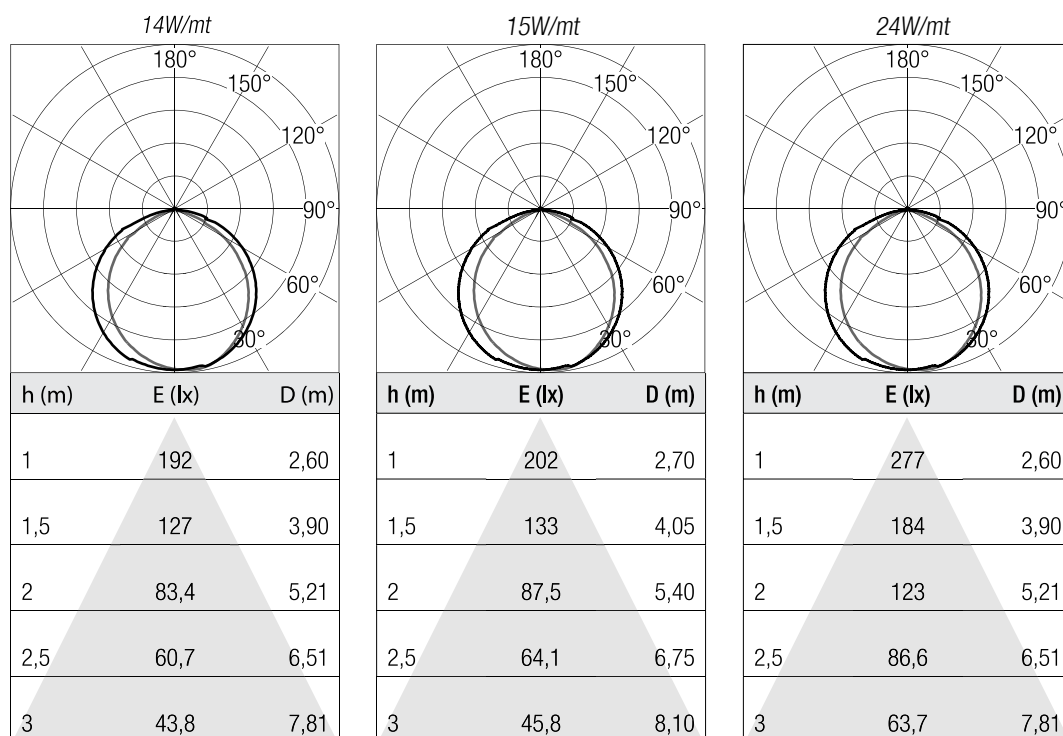 14W/mt
180°
150°
120°
90°
60°
30°
h (m) E (lx) D (m)
1 192 2,60
1,5 127 3,90
2 83,4 5,21
2,5 60,7 6,51
3 43,8 7,81
15W/mt
180°
150°
120°
90°
60°
30°
h (m) E (lx) D (m)
1 202 2,70
1,5 133 4,05
2 87,5 5,40
2,5 64,1 6,75
3 45,8 8,10
24W/mt
180°
150°
120°
90°
60°
30°
h (m) E (lx) D (m)
1 277 2,60
1,5 184 3,90
2 123 5,21
2,5 86,6 6,51
3 63,7 7,81